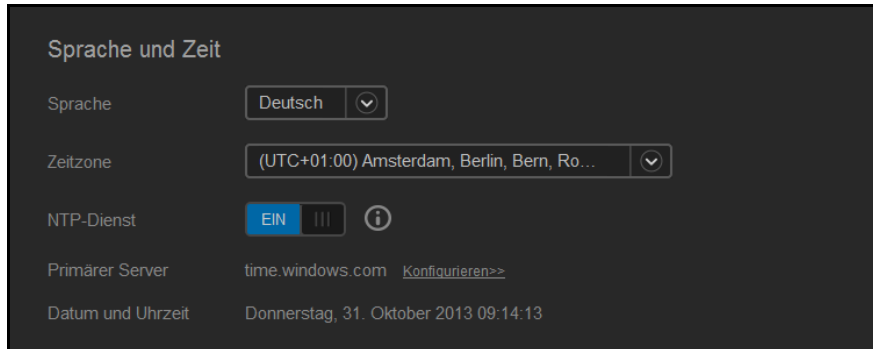 Sprache und Zeit
Sprache Deutsch
Zeitzone (UTC+01:00) Amsterdam, Berlin, Bern, Ro...
NTP-Dienst EIN
Primärer Server time.windows.com Konfigurieren>>
Datum und Uhrzeit Donnerstag, 31. Oktober 2013 09:14:13